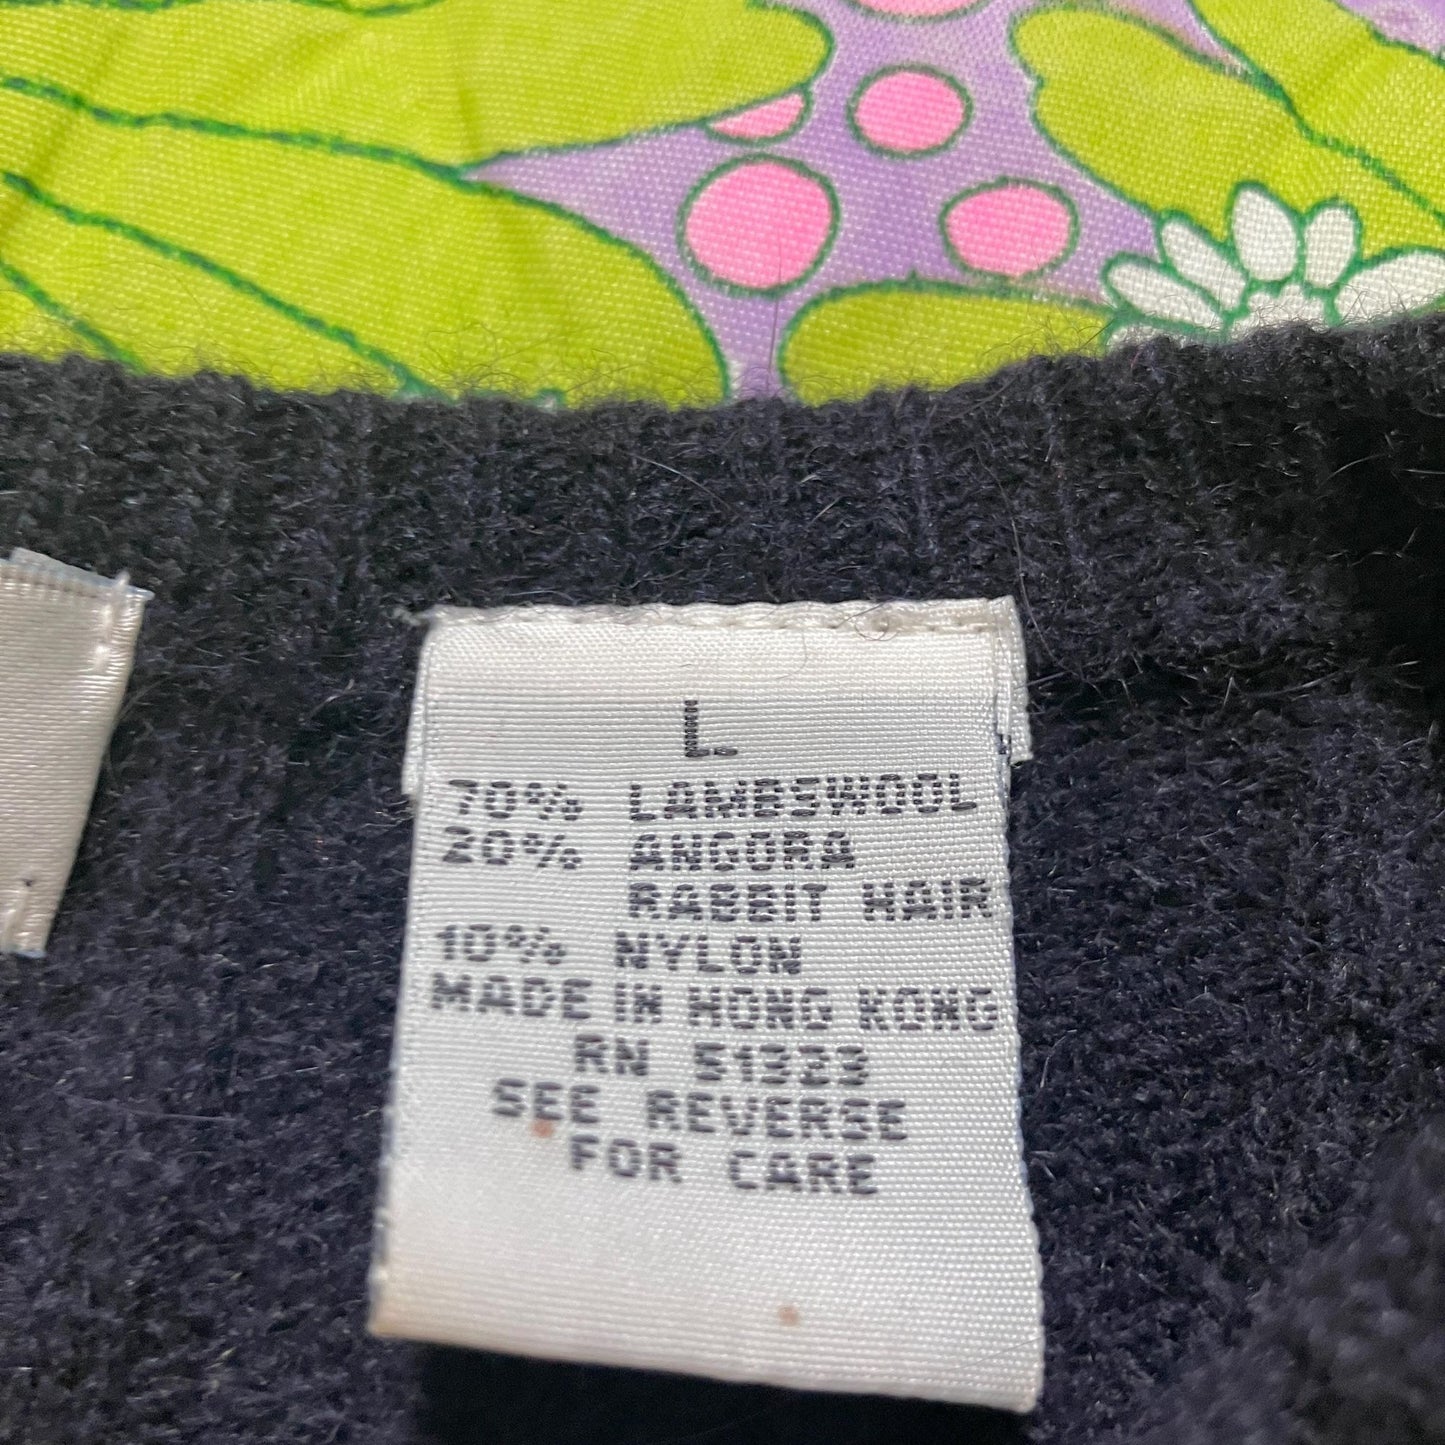 L
70% LAMBSWOOL
20% ANGORA
RABBIT HAIR
10% NYLON
MADE IN HONG KONG
RN 51323
SEE REVERSE
FOR CARE